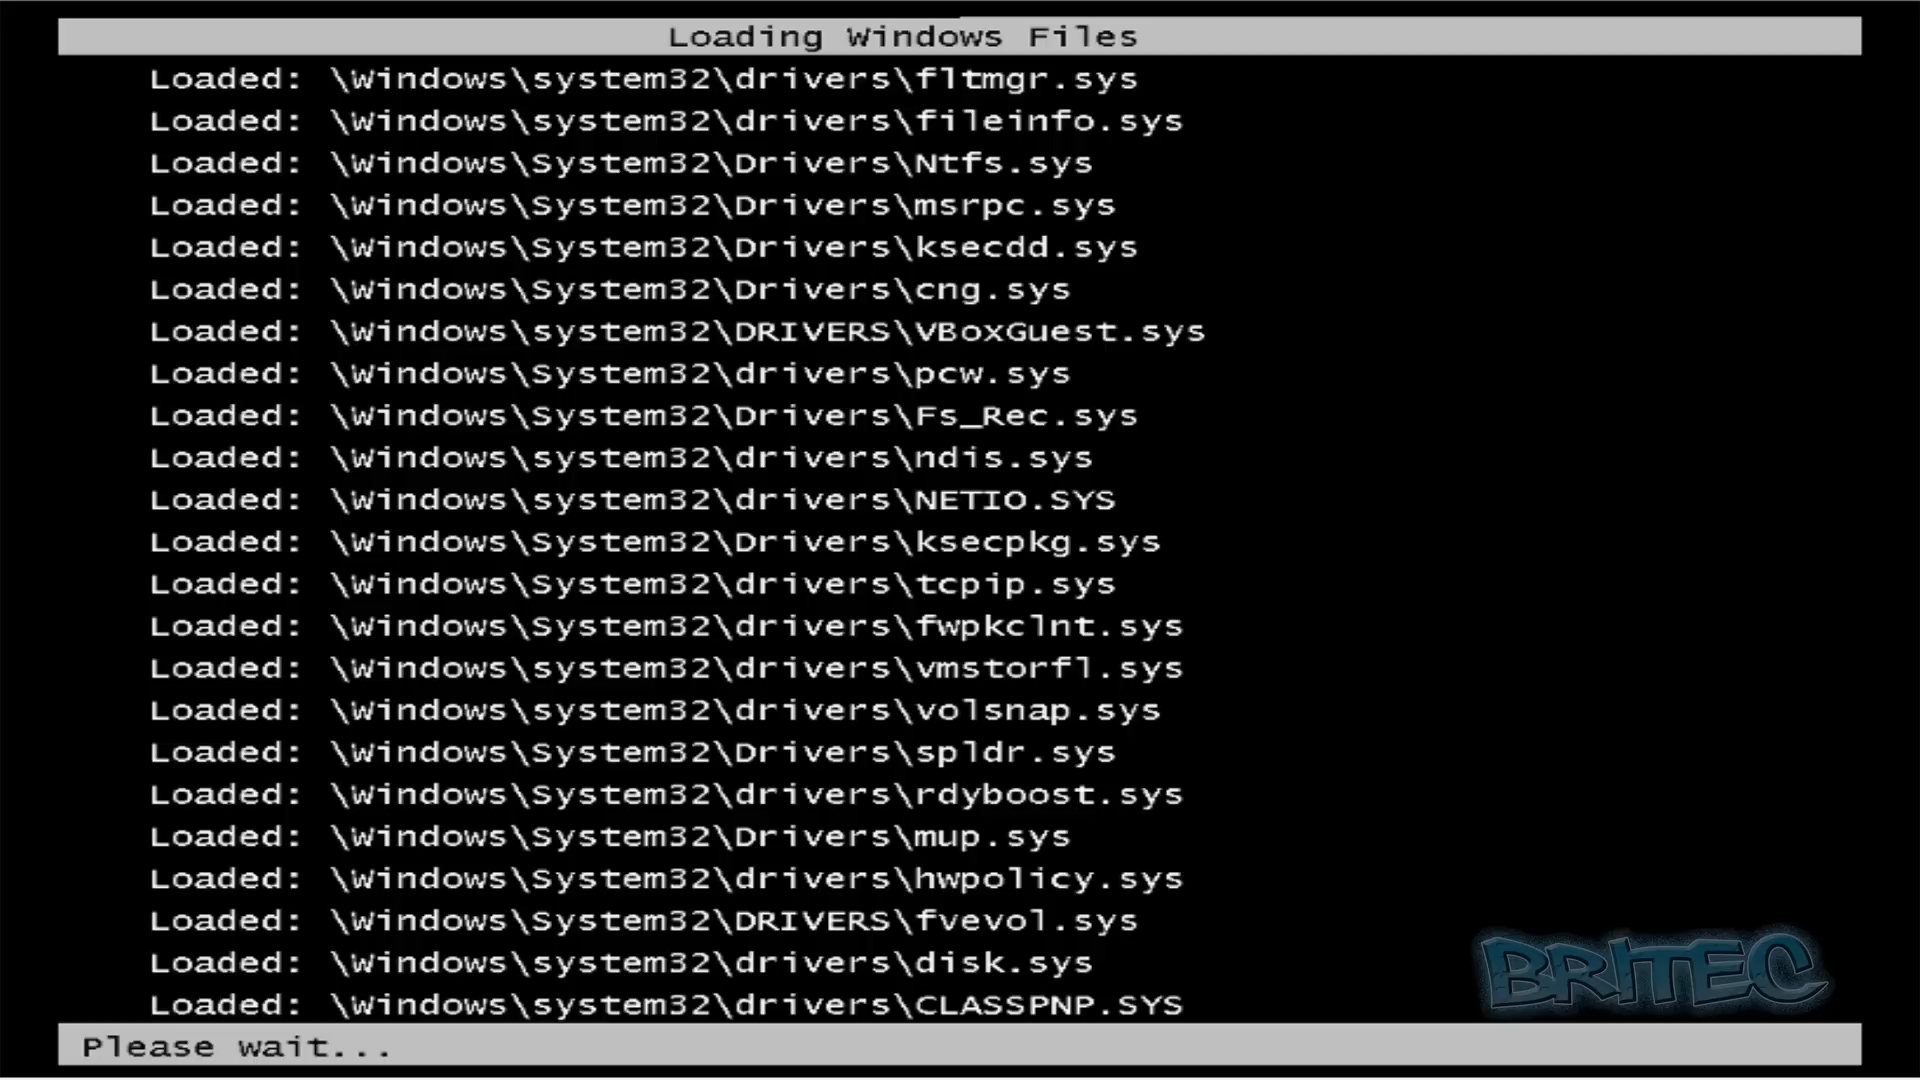 Loading Windows Files
Loaded: \Windows\system32\drivers\fltmgr.sys
Loaded: \Windows\system32\drivers\fileinfo.sys
Loaded: \Windows\System32\Drivers\Ntfs.sys
Loaded: \Windows\System32\Drivers\msrpc.sys
Loaded: \Windows\System32\Drivers\ksecdd.sys
Loaded: \Windows\System32\Drivers\cng.sys
Loaded: \Windows\system32\DRIVERS\VBoxGuest.sys
Loaded: \Windows\System32\drivers\pcw.sys
Loaded: \Windows\System32\Drivers\Fs_Rec.sys
Loaded: \Windows\system32\drivers\ndis.sys
Loaded: \Windows\system32\drivers\NETIO.SYS
Loaded: \Windows\System32\Drivers\ksecpkg.sys
Loaded: \Windows\System32\drivers\tcpip.sys
Loaded: \Windows\System32\drivers\fwpkclnt.sys
Loaded: \Windows\system32\drivers\vmstorfl.sys
Loaded: \Windows\system32\drivers\volsnap.sys
Loaded: \Windows\System32\Drivers\spldr.sys
Loaded: \Windows\System32\drivers\rdyboost.sys
Loaded: \Windows\System32\Drivers\mup.sys
Loaded: \Windows\System32\drivers\hwpolicy.sys
Loaded: \Windows\System32\DRIVERS\fvevol.sys
Loaded: \Windows\system32\drivers\disk.sys
Loaded: \Windows\system32\drivers\CLASSPNP.SYS
BRITEC
Please wait...